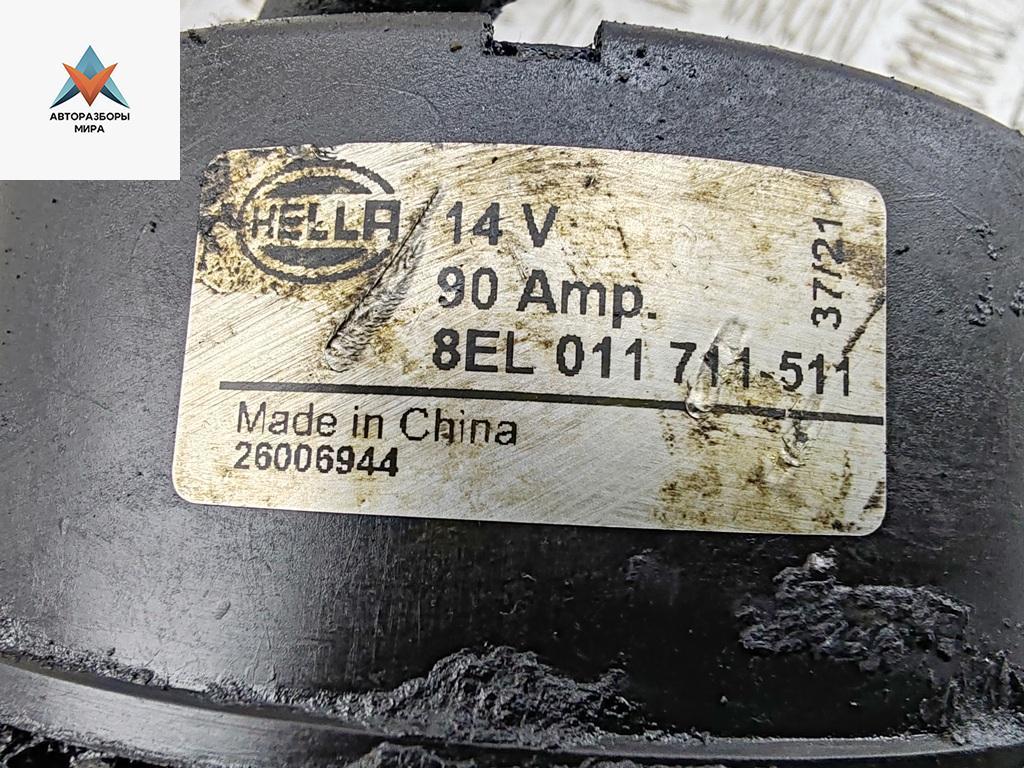 АВТОРАЗБОРЫ
МИРА
HELLA
14 V
90 Amp.
8EL 011 711-511
37/21
Made in China
26006944